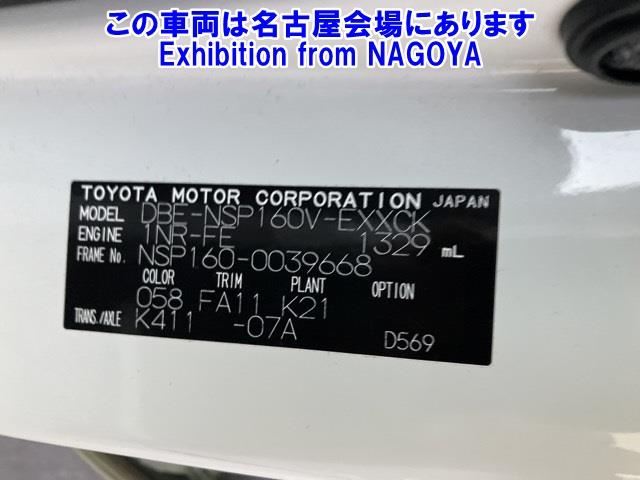 この車両は名古屋会場にあります
Exhibition from NAGOYA
TOYOTA MOTOR CORPORATION JAPAN
MODEL DBE-NSP160V-EXXCK
ENGINE 1NR-FE 1329 mL
FRAME No. NSP160-0039668
COLOR TRIM PLANT OPTION
058 FA11 K21
TRANS./AXLE K411 -07A
D569